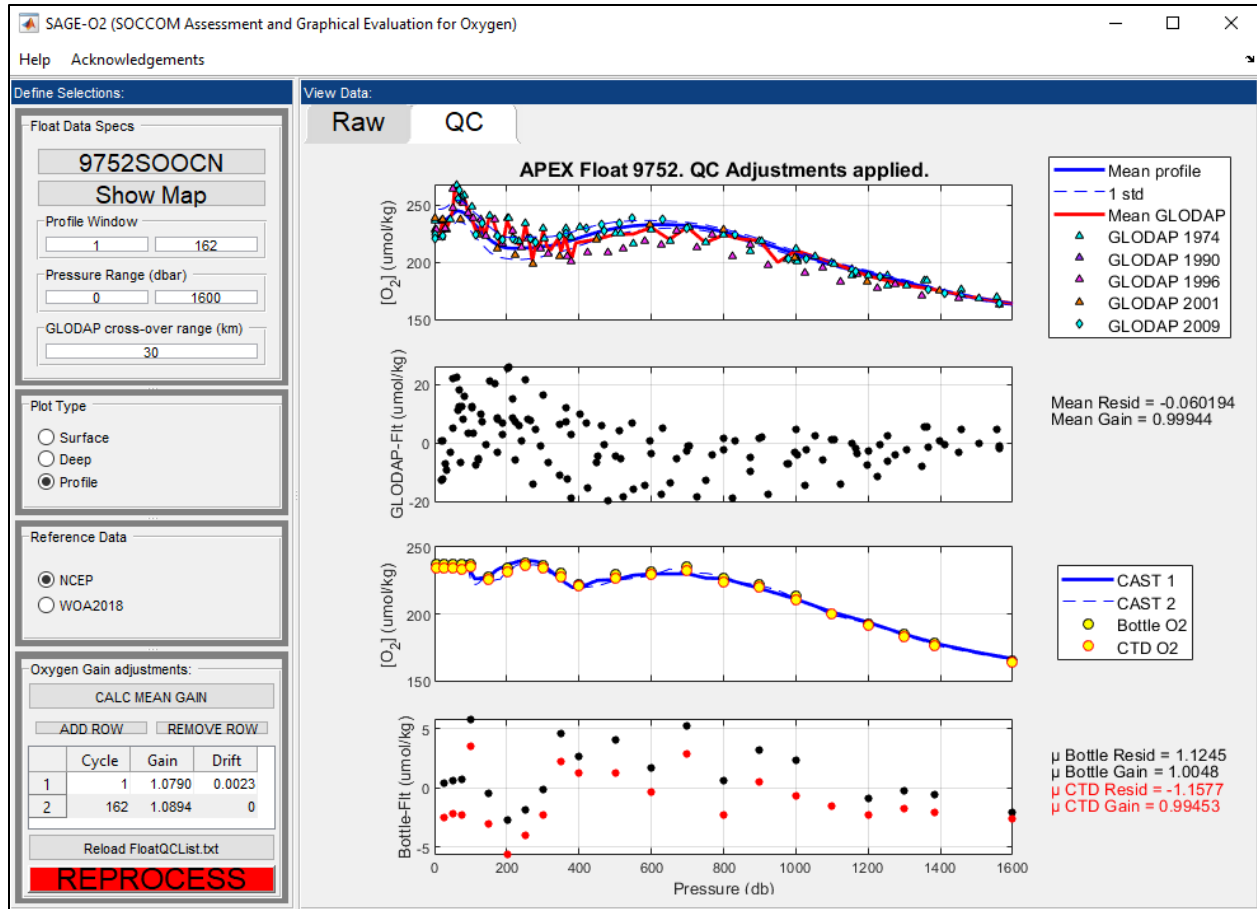 SAGE-O2 (SOCCOM Assessment and Graphical Evaluation for Oxygen)
Help Acknowledgements
Define Selections:
Float Data Specs
9752SOOCN
Show Map
Profile Window
1 162
Pressure Range (dbar)
0 1600
GLODAP cross-over range (km)
30
Plot Type
Surface
Deep
Profile
Reference Data
NCEP
WOA2018
Oxygen Gain adjustments:
CALC MEAN GAIN
ADD ROW REMOVE ROW
Cycle Gain Drift
1 1 1.0790 0.0023
2 162 1.0894 0
Reload FloatQCList.txt
REPROCESS
View Data:
Raw QC
APEX Float 9752. QC Adjustments applied.
[O2] (umol/kg)
250
200
150
Mean profile
1 std
Mean GLODAP
GLODAP 1974
GLODAP 1990
GLODAP 1996
GLODAP 2001
GLODAP 2009
GLODAP-Flt (umol/kg)
20
0
-20
Mean Resid = -0.060194
Mean Gain = 0.99944
[O2] (umol/kg)
250
200
150
CAST 1
CAST 2
Bottle O2
CTD O2
Bottle-Flt (umol/kg)
5
0
-5
μ Bottle Resid = 1.1245
μ Bottle Gain = 1.0048
μ CTD Resid = -1.1577
μ CTD Gain = 0.99453
0 200 400 600 800 1000 1200 1400 1600
Pressure (db)